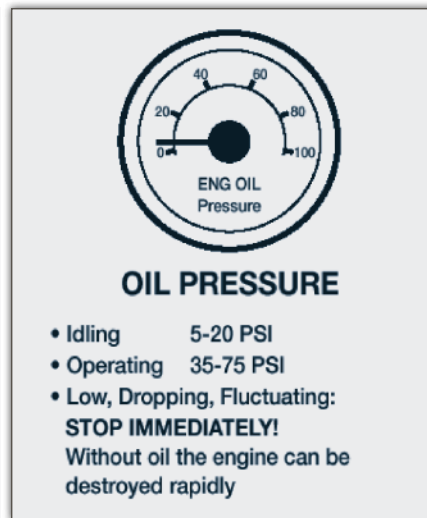 40 60
20 80
0 100
ENG OIL
Pressure
OIL PRESSURE
• Idling 5-20 PSI
• Operating 35-75 PSI
• Low, Dropping, Fluctuating:
STOP IMMEDIATELY!
Without oil the engine can be
destroyed rapidly